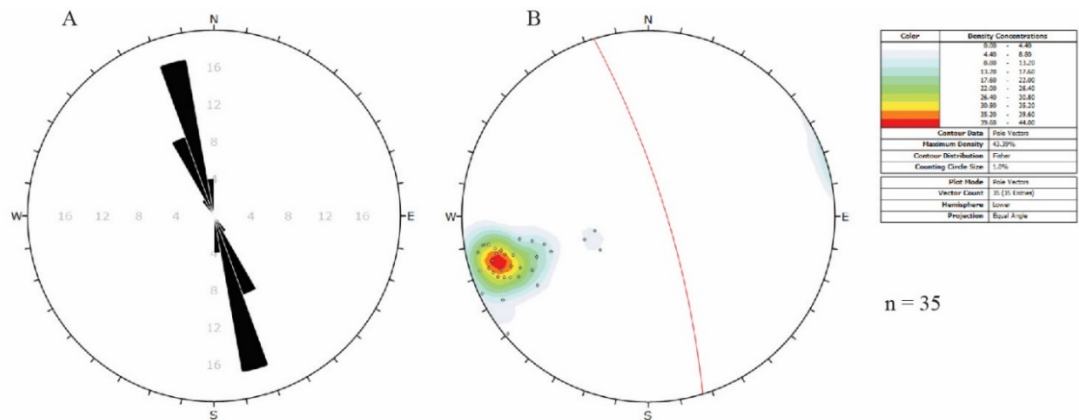 A
B
N
16
12
8
4
W 16 12 8 4 4 8 12 16 E
4
8
12
16
S
N
W
E
S
Color Density Concentrations
0.00 - 4.40
4.40 - 8.80
8.80 - 13.20
13.20 - 17.60
17.60 - 22.00
22.00 - 26.40
26.40 - 30.80
30.80 - 35.20
35.20 - 39.60
39.60 - 44.00
Contour Data Pole Vectors
Maximum Density
Contour Distribution Fisher
Counting Circle Size 1.0%
Plot Mode Pole Vectors
Vector Count 35 (35 Entries)
Hemisphere Lower
Projection Equal Angle
n = 35